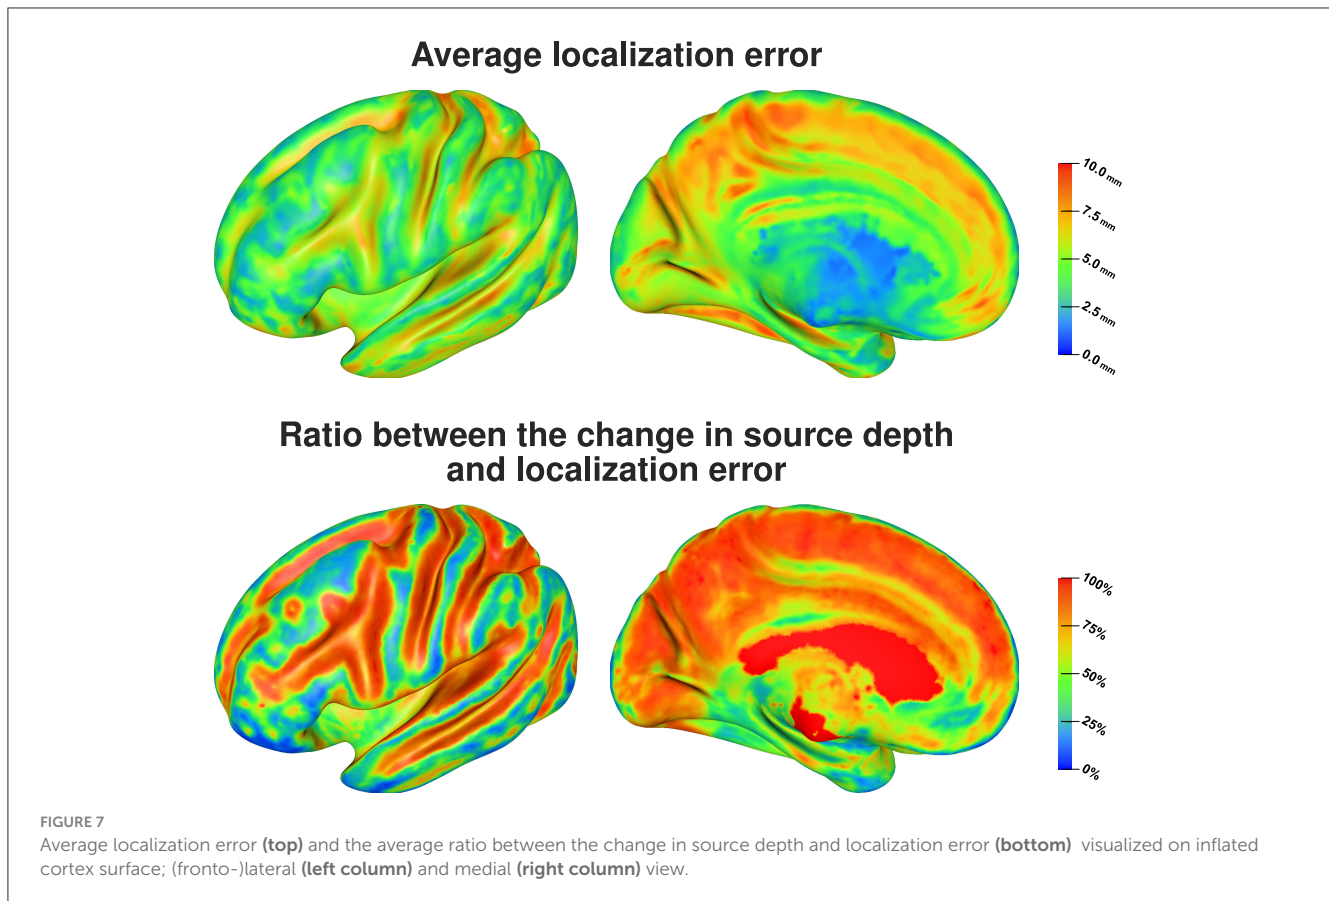 Average localization error
10.0 mm
7.5 mm
5.0 mm
2.5 mm
0.0 mm
Ratio between the change in source depth
and localization error
100%
75%
50%
25%
0%
FIGURE 7
Average localization error (top) and the average ratio between the change in source depth and localization error (bottom) visualized on inflated
cortex surface; (fronto-)lateral (left column) and medial (right column) view.